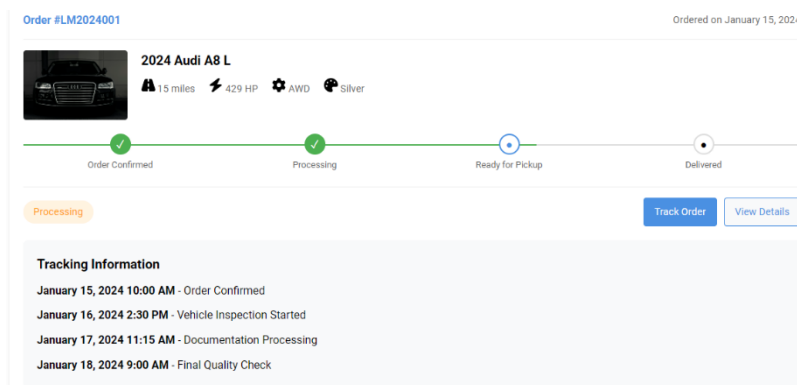 Order #LM2024001
Ordered on January 15, 202
2024 Audi A8 L
15 miles 429 HP AWD Silver
Order Confirmed Processing Ready for Pickup Delivered
Processing Track Order View Details
Tracking Information
January 15, 2024 10:00 AM - Order Confirmed
January 16, 2024 2:30 PM - Vehicle Inspection Started
January 17, 2024 11:15 AM - Documentation Processing
January 18, 2024 9:00 AM - Final Quality Check